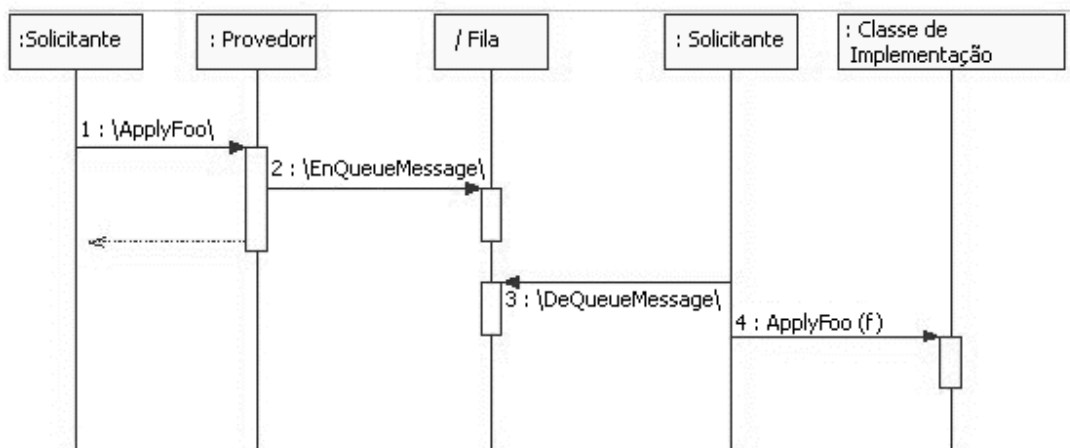 :Solicitante
: Provedorr
/ Fila
: Solicitante
: Classe de
Implementação
1 : \ApplyFoo\
2 : \EnQueueMessage\
3 : \DeQueueMessage\
4 : ApplyFoo (f)